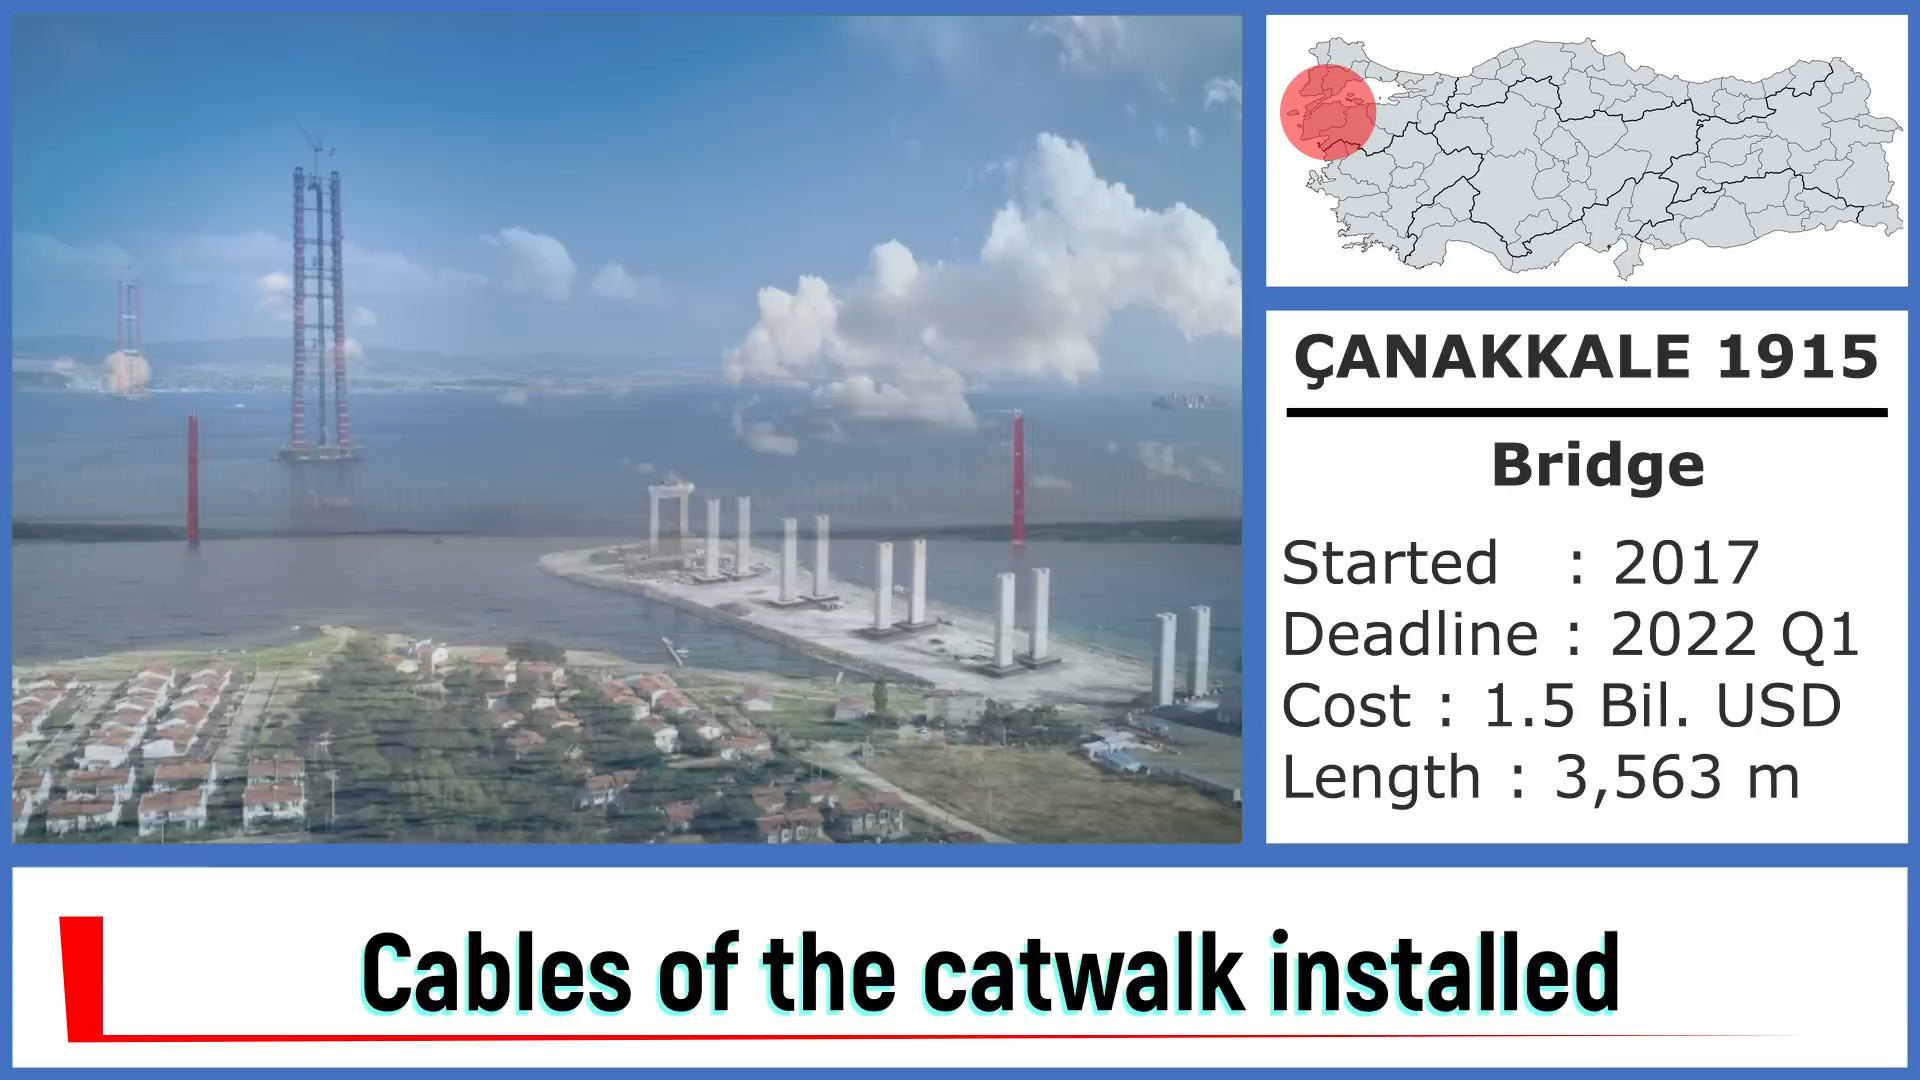 ÇANAKKALE 1915
Bridge
Started : 2017
Deadline : 2022 Q1
Cost : 1.5 Bil. USD
Length : 3,563 m
Cables of the catwalk installed